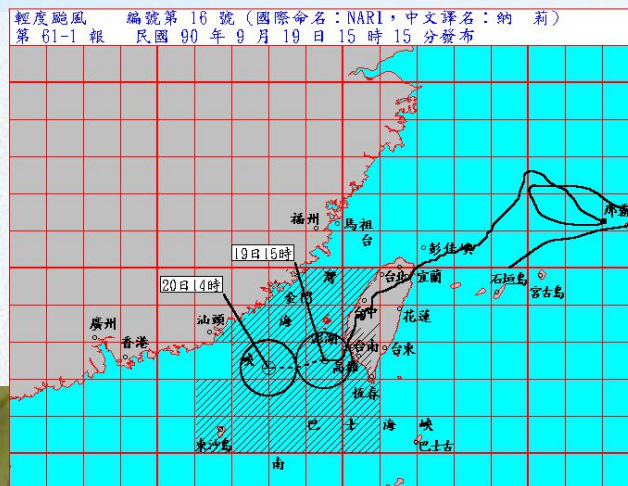 輕度颱風 編號第 16 號 (國際命名：NARI，中文譯名：納 莉)
第 61-1 報 民國 90 年 9 月 19 日 15 時 15 分發布
那霸
福州
馬祖
台
彭佳嶼
19日15時
灣
台北
宜蘭
石垣島
宮古島
20日14時
金門
海
台中
花蓮
廣州
汕頭
澎湖
香港
峽
台南
台東
高雄
恆春
東沙島
巴士海峽
巴士古
南